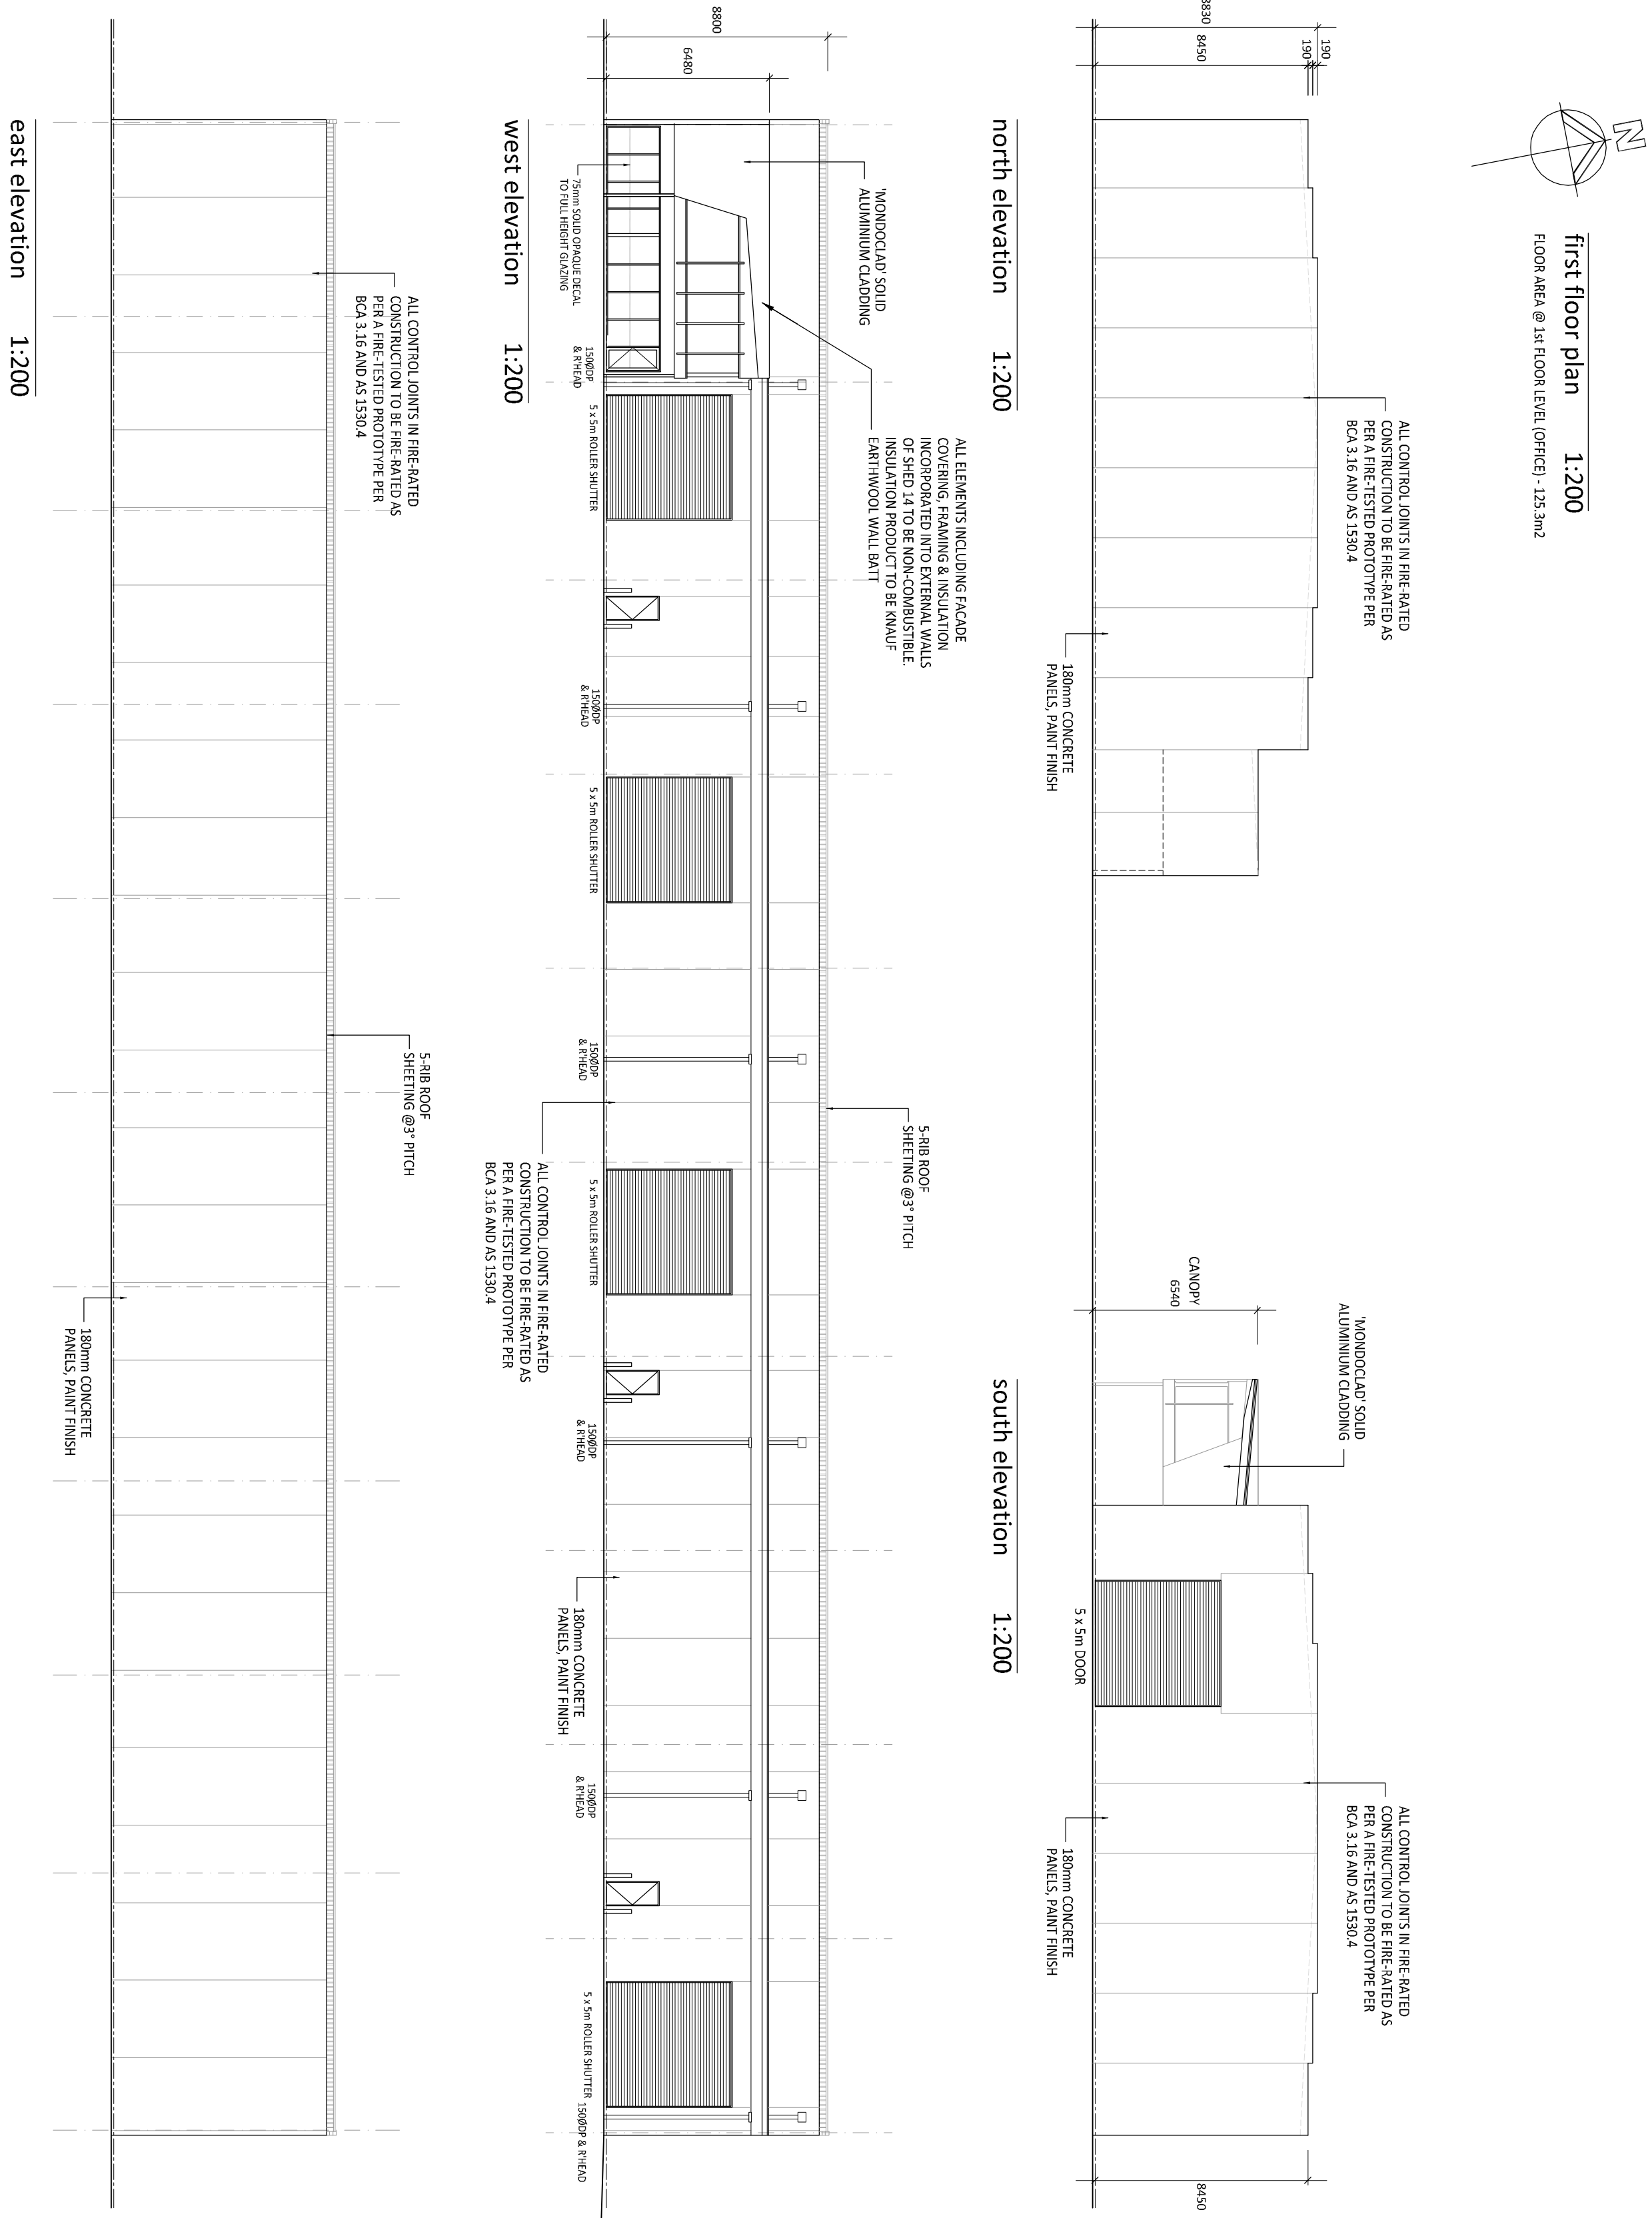 N
first floor plan 1:200
FLOOR AREA @ 1st FLOOR LEVEL (OFFICE) - 125.3m2
8830
8450
190
190
ALL CONTROL JOINTS IN FIRE-RATED
CONSTRUCTION TO BE FIRE-RATED AS
PER A FIRE-TESTED PROTOTYPE PER
BCA 3.16 AND AS 1530.4
180mm CONCRETE
PANELS, PAINT FINISH
north elevation 1:200
CANOPY
6540
'MONDOCLAD' SOLID
ALUMINIUM CLADDING
5 x 5m DOOR
ALL CONTROL JOINTS IN FIRE-RATED
CONSTRUCTION TO BE FIRE-RATED AS
PER A FIRE-TESTED PROTOTYPE PER
BCA 3.16 AND AS 1530.4
180mm CONCRETE
PANELS, PAINT FINISH
8450
south elevation 1:200
8800
6480
'MONDOCLAD' SOLID
ALUMINIUM CLADDING
ALL ELEMENTS INCLUDING FACADE
COVERING, FRAMING & INSULATION
INCORPORATED INTO EXTERNAL WALLS
OF SHED 14 TO BE NON-COMBUSTIBLE.
INSULATION PRODUCT TO BE KNAUF
EARTHWOOL WALL BATT
5-RIB ROOF
SHEETING @3° PITCH
75mm SOLID OPAQUE DECAL
TO FULL HEIGHT GLAZING
150ØDP
& R'HEAD
5 x 5m ROLLER SHUTTER
150ØDP
& R'HEAD
5 x 5m ROLLER SHUTTER
150ØDP
& R'HEAD
5 x 5m ROLLER SHUTTER
150ØDP
& R'HEAD
180mm CONCRETE
PANELS, PAINT FINISH
150ØDP
& R'HEAD
5 x 5m ROLLER SHUTTER
150ØDP & R'HEAD
ALL CONTROL JOINTS IN FIRE-RATED
CONSTRUCTION TO BE FIRE-RATED AS
PER A FIRE-TESTED PROTOTYPE PER
BCA 3.16 AND AS 1530.4
west elevation 1:200
ALL CONTROL JOINTS IN FIRE-RATED
CONSTRUCTION TO BE FIRE-RATED AS
PER A FIRE-TESTED PROTOTYPE PER
BCA 3.16 AND AS 1530.4
5-RIB ROOF
SHEETING @3° PITCH
180mm CONCRETE
PANELS, PAINT FINISH
east elevation 1:200